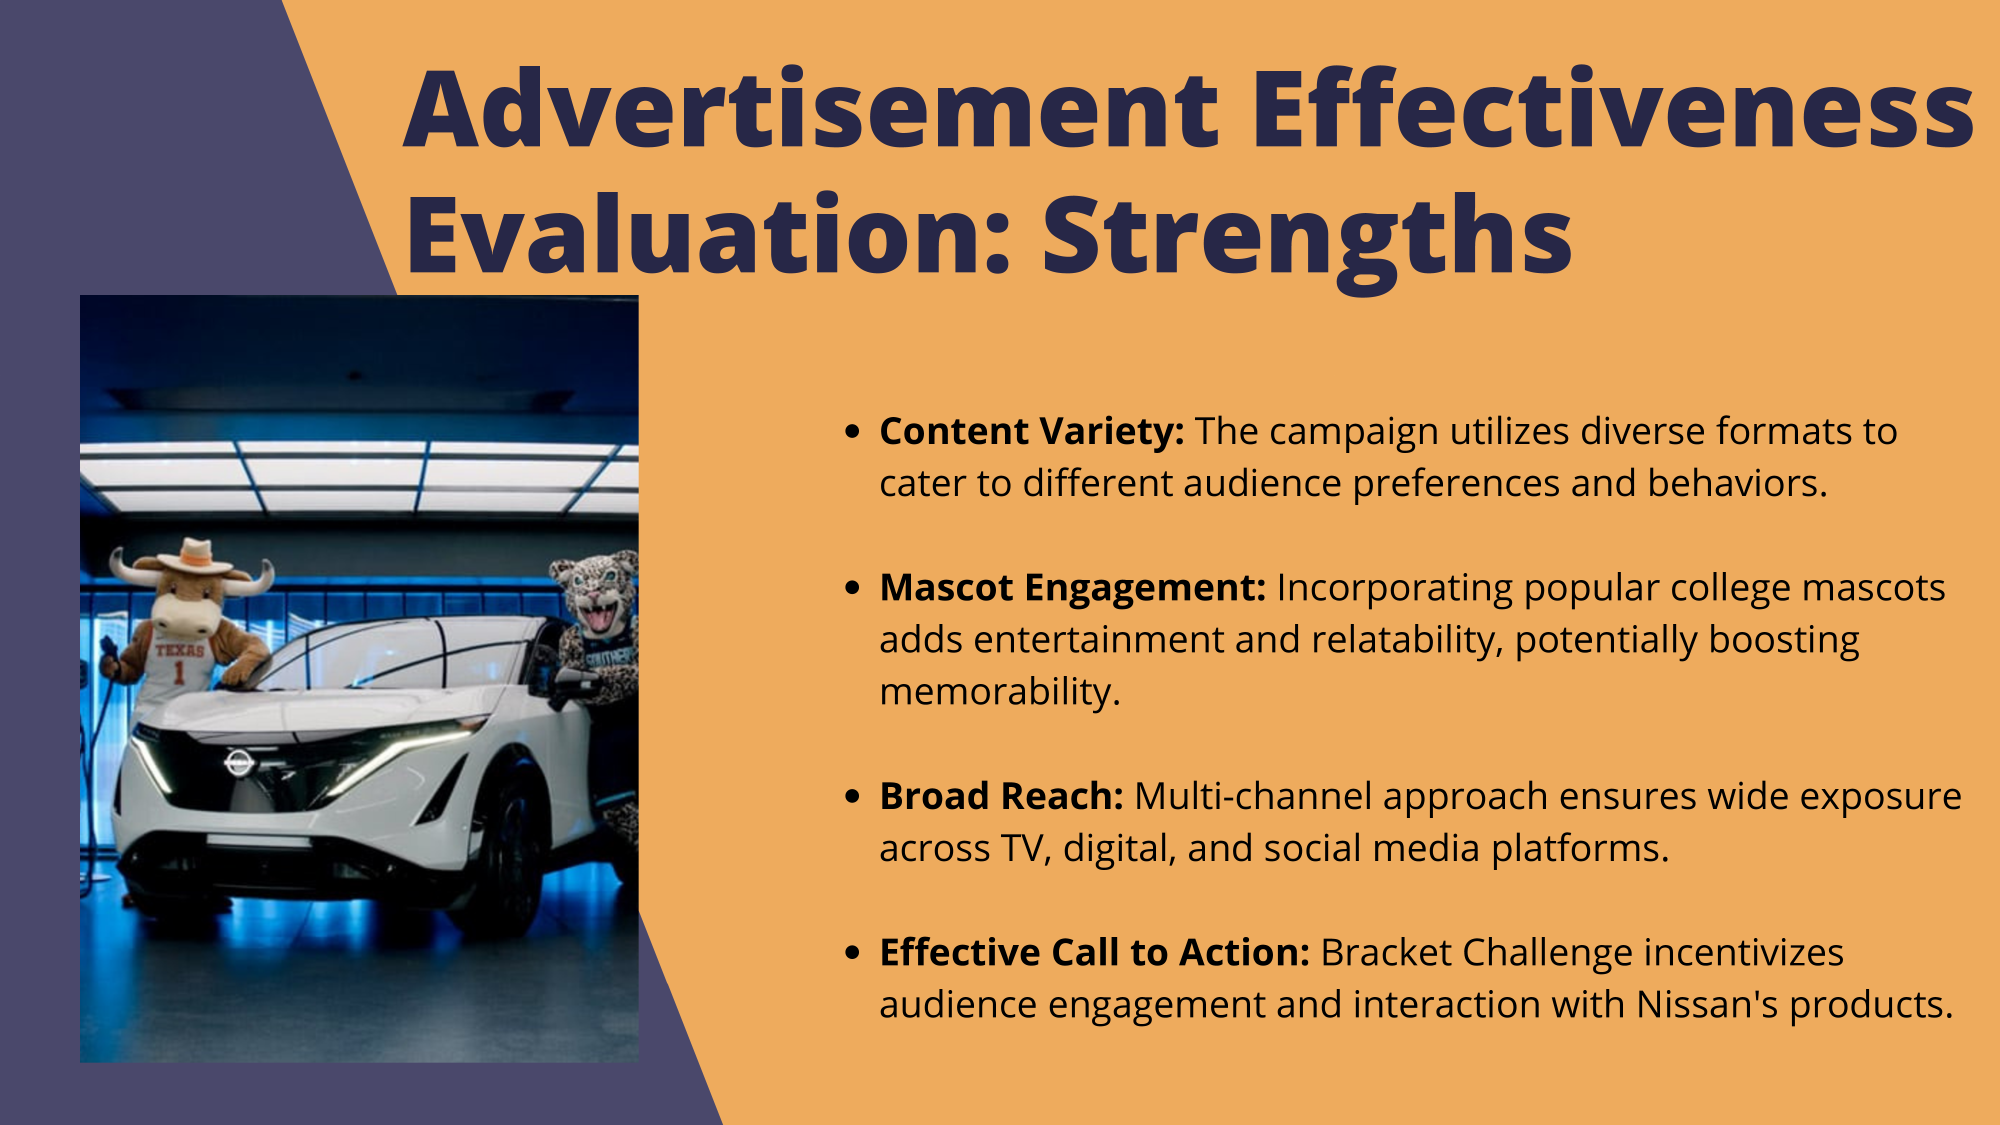 Advertisement Effectiveness
Evaluation: Strengths
• Content Variety: The campaign utilizes diverse formats to
cater to different audience preferences and behaviors.
• Mascot Engagement: Incorporating popular college mascots
adds entertainment and relatability, potentially boosting
memorability.
• Broad Reach: Multi-channel approach ensures wide exposure
across TV, digital, and social media platforms.
• Effective Call to Action: Bracket Challenge incentivizes
audience engagement and interaction with Nissan's products.
TEXAS
1